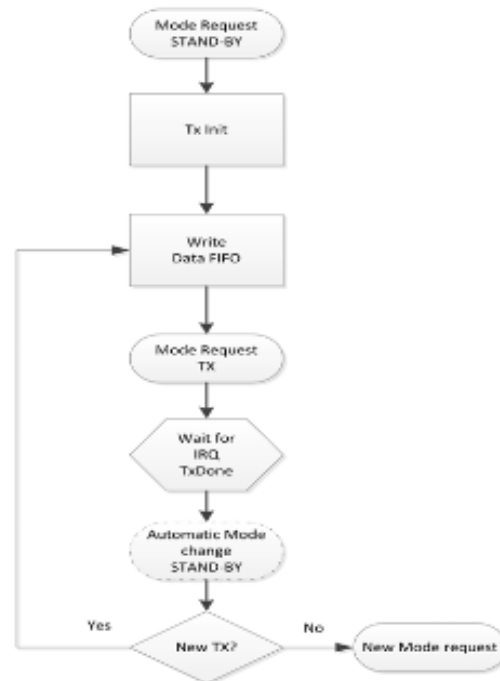 Mode Request
STAND-BY
Tx Init
Write
Data FIFO
Mode Request
TX
Wait for
IRQ
TxDone
Automatic Mode
change
STAND-BY
Yes
New TX?
No
New Mode request